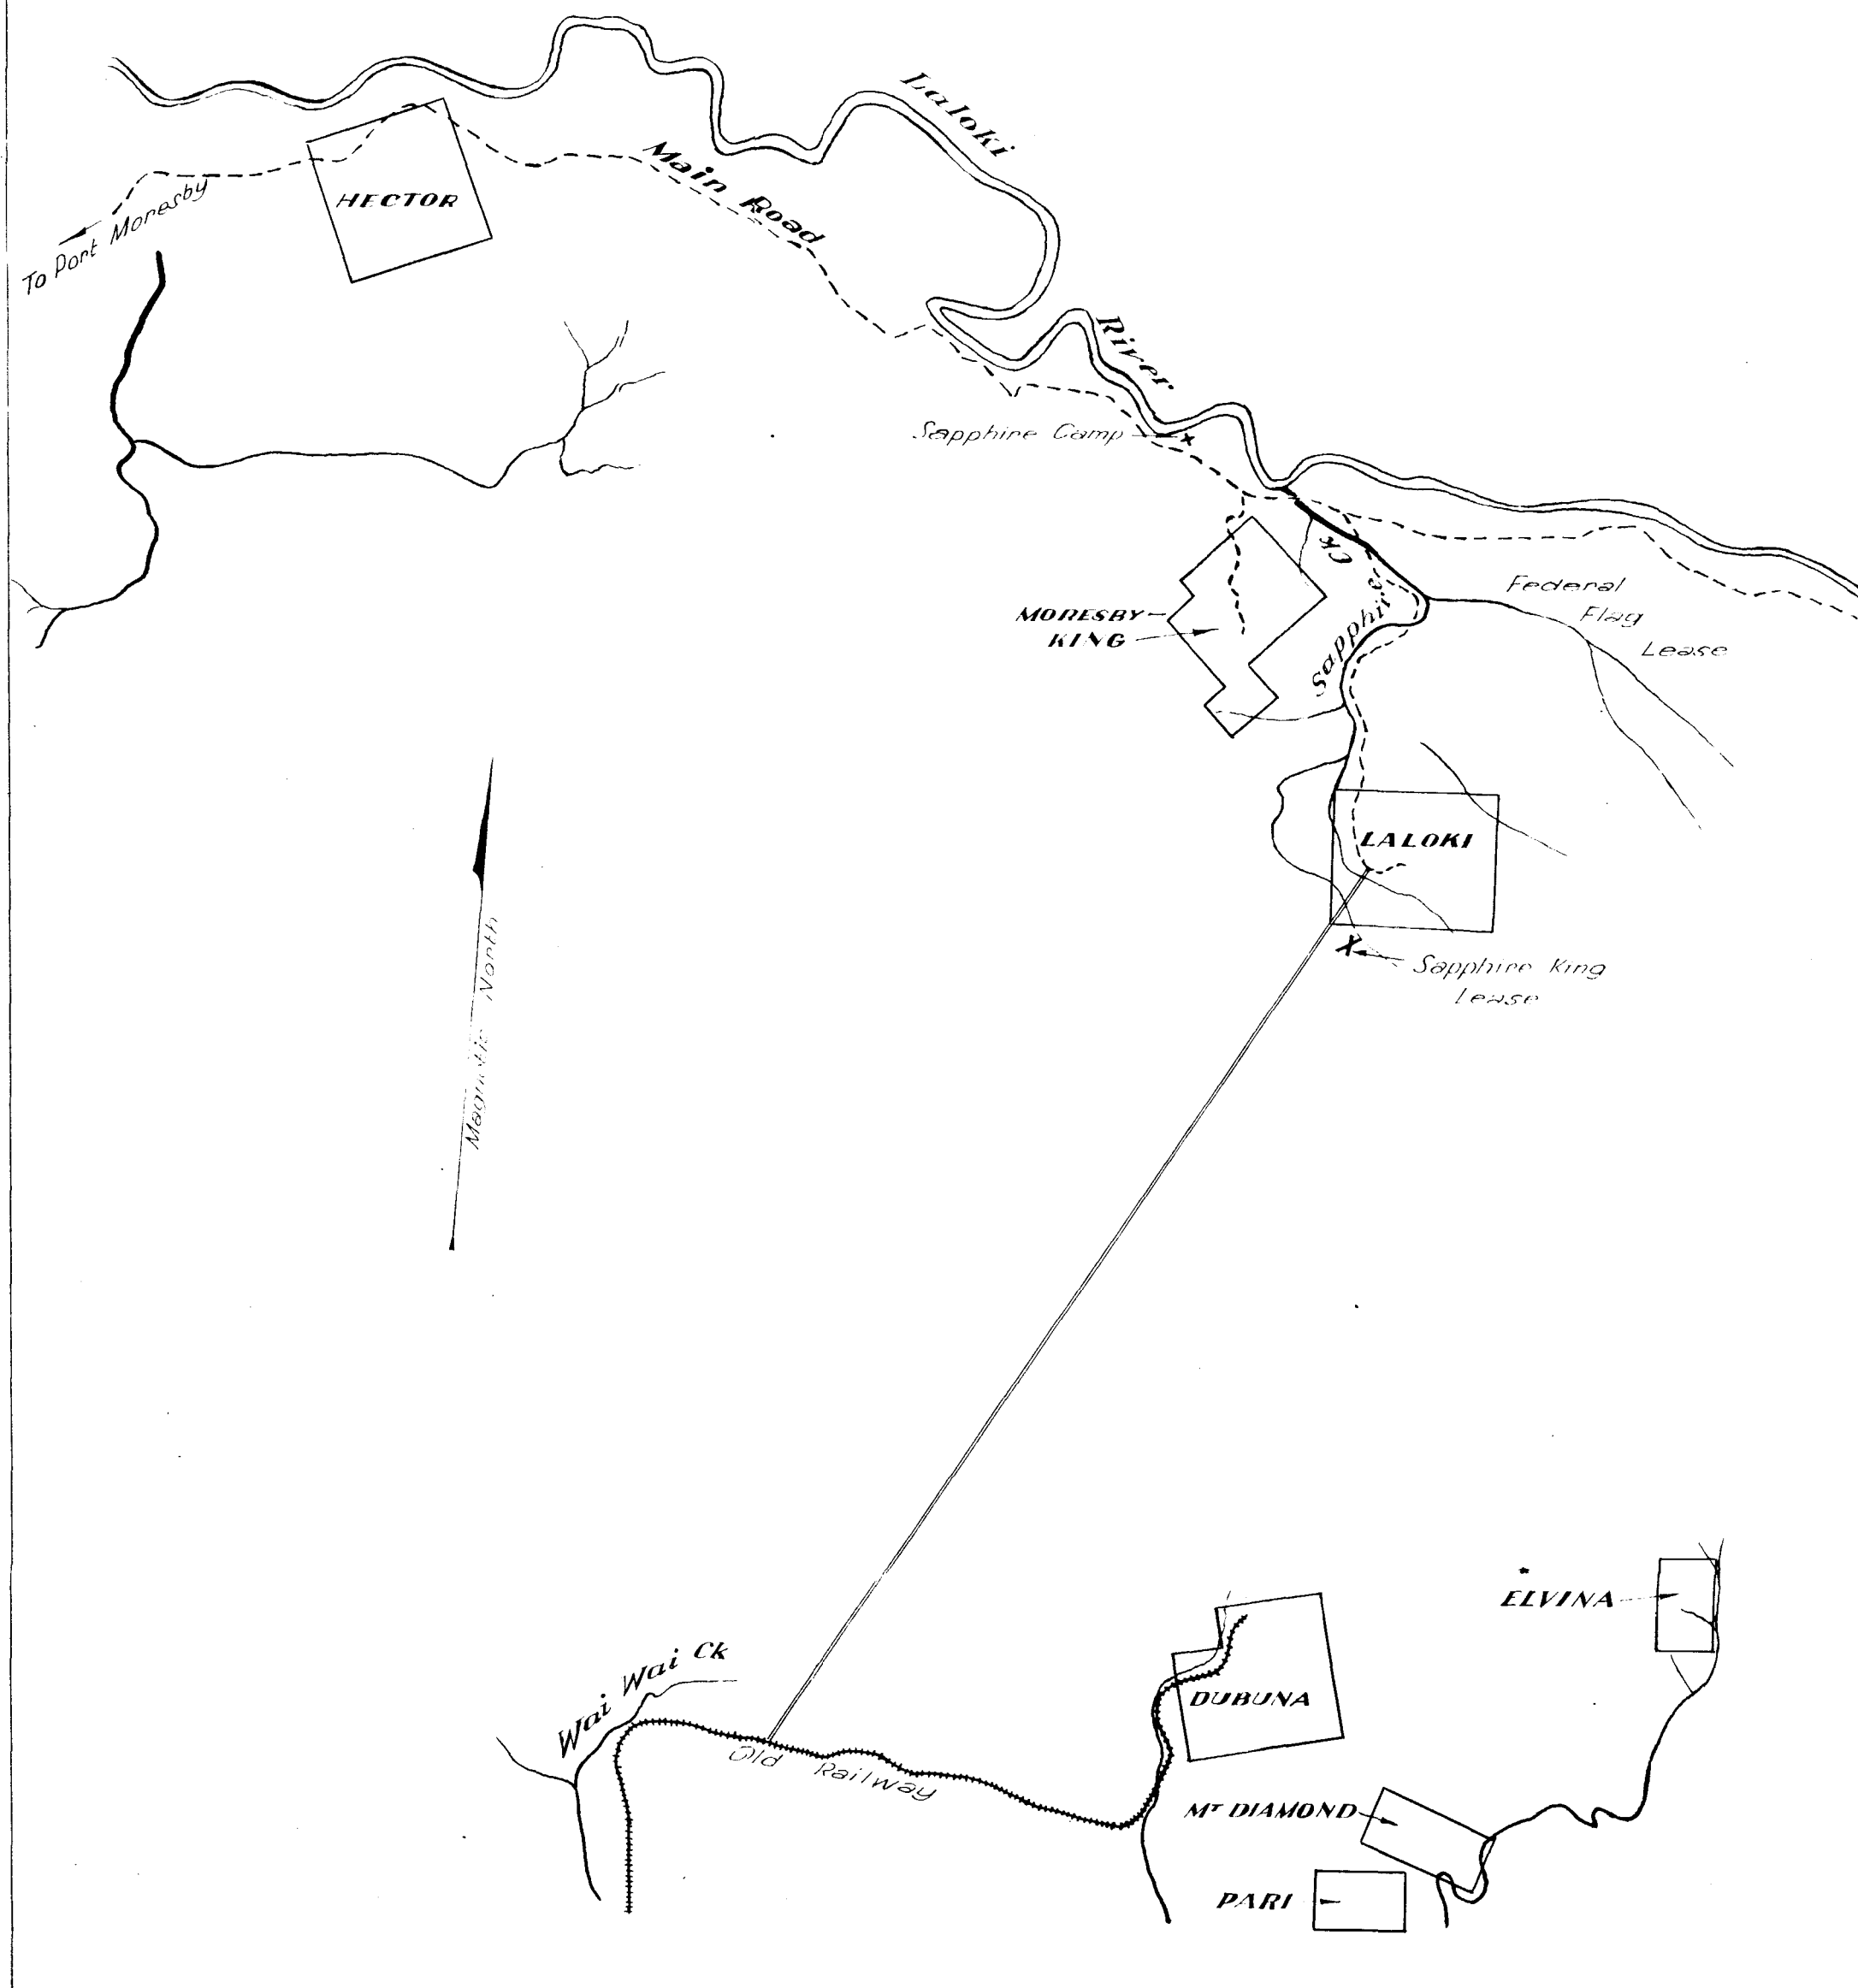 Laloki
River
Main Road
HECTOR
To Port Moresby
Sapphire Camp
x
Sapphire Ck
MORESBY
KING
Federal
Flag
Lease
LALOKI
X
Sapphire King
Lease
Magnetic North
ELVINA
Wai Wai Ck
DUBUNA
Old Railway
MT DIAMOND
PARI